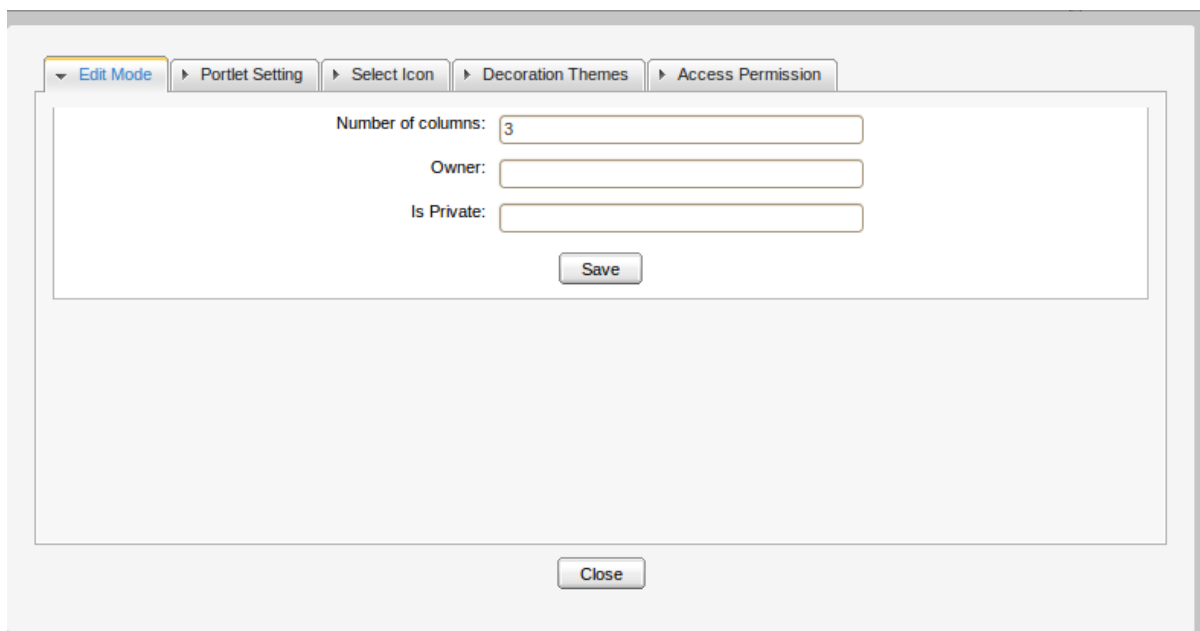 Edit Mode Portlet Setting Select Icon Decoration Themes Access Permission
Number of columns: 3
Owner:
Is Private:
Save
Close